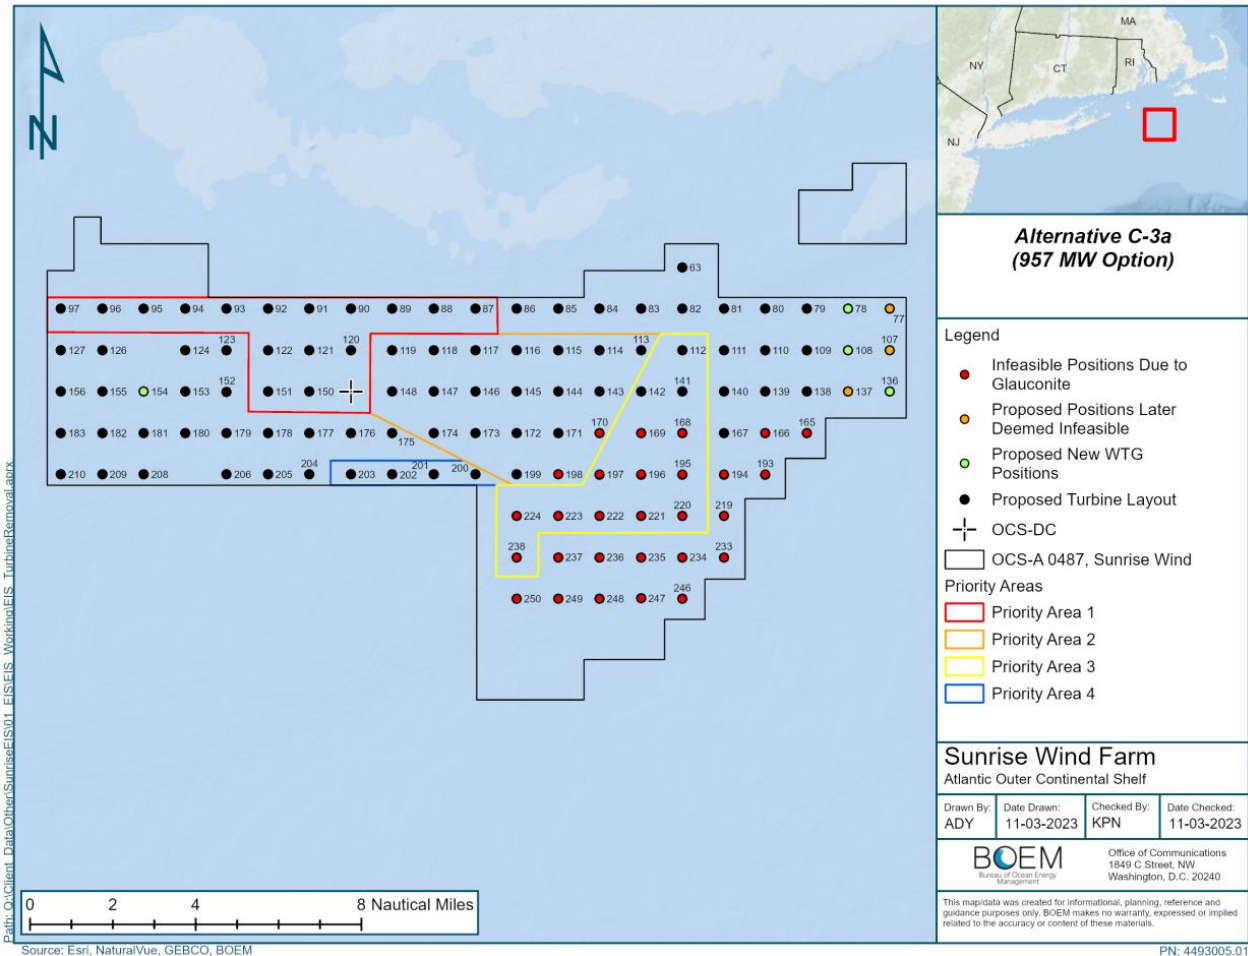 N
MA
NY
CT
RI
NJ
Alternative C-3a
(957 MW Option)
63
97 96 95 94 93 92 91 90 89 88 87 86 85 84 83 82 81 80 79 78 77
127 126 124 123 122 121 120 119 118 117 116 115 114 113 112 111 110 109 108 107
156 155 154 153 152 151 150 148 147 146 145 144 143 142 141 140 139 138 137 136
183 182 181 180 179 178 177 176 175 174 173 172 171 170 169 168 167 166 165
210 209 208 206 205 204 203 202 201 200 199 198 197 196 195 194 193
224 223 222 221 220 219
238 237 236 235 234 233
250 249 248 247 246
Legend
Infeasible Positions Due to
Glauconite
Proposed Positions Later
Deemed Infeasible
Proposed New WTG
Positions
Proposed Turbine Layout
OCS-DC
OCS-A 0487, Sunrise Wind
Priority Areas
Priority Area 1
Priority Area 2
Priority Area 3
Priority Area 4
Sunrise Wind Farm
Atlantic Outer Continental Shelf
Drawn By: Date Drawn: Checked By: Date Checked:
ADY 11-03-2023 KPN 11-03-2023
BOEM
Bureau of Ocean Energy
Management
Office of Communications
1849 C Street, NW
Washington, D.C. 20240
This map/data was created for informational, planning, reference and
guidance purposes only. BOEM makes no warranty, expressed or implied
related to the accuracy or content of these materials.
0 2 4 8 Nautical Miles
Path: Q:\Client_Data\Other\SunriseEIS\01_EIS\EIS_Working\EIS_TurbineRemoval.aprx
Source: Esri, NaturalVue, GEBCO, BOEM
PN: 4493005.01